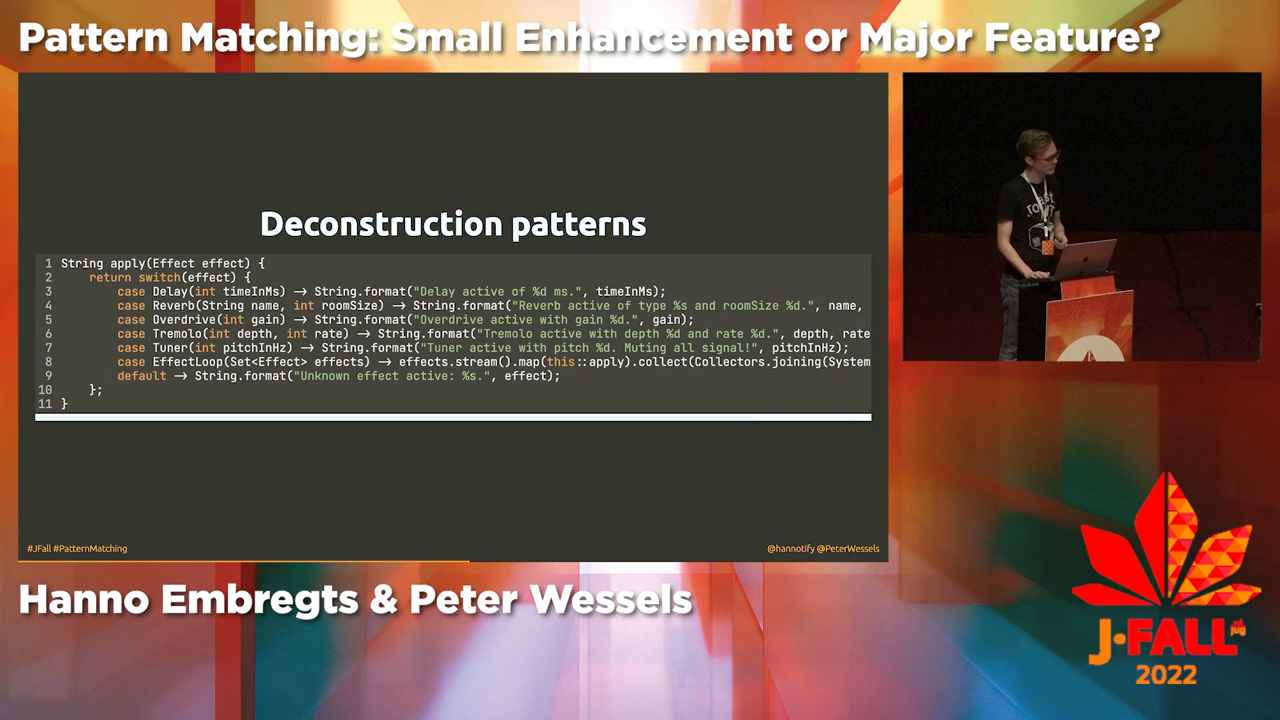 Pattern Matching: Small Enhancement or Major Feature?
Deconstruction patterns
1 String apply(Effect effect) {
2 return switch(effect) {
3 case Delay(int timeInMs) → String.format("Delay active of %d ms.", timeInMs);
4 case Reverb(String name, int roomSize) → String.format("Reverb active of type %s and roomSize %d.", name,
5 case Overdrive(int gain) → String.format("Overdrive active with gain %d.", gain);
6 case Tremolo(int depth, int rate) → String.format("Tremolo active with depth %d and rate %d.", depth, rate
7 case Tuner(int pitchInHz) → String.format("Tuner active with pitch %d. Muting all signal!", pitchInHz);
8 case EffectLoop(Set<Effect> effects) → effects.stream().map(this::apply).collect(Collectors.joining(System
9 default → String.format("Unknown effect active: %s.", effect);
10 };
11 }
#JFall #PatternMatching
@hannotify @PeterWessels
Hanno Embregts & Peter Wessels
J-FALL
nljug
2022